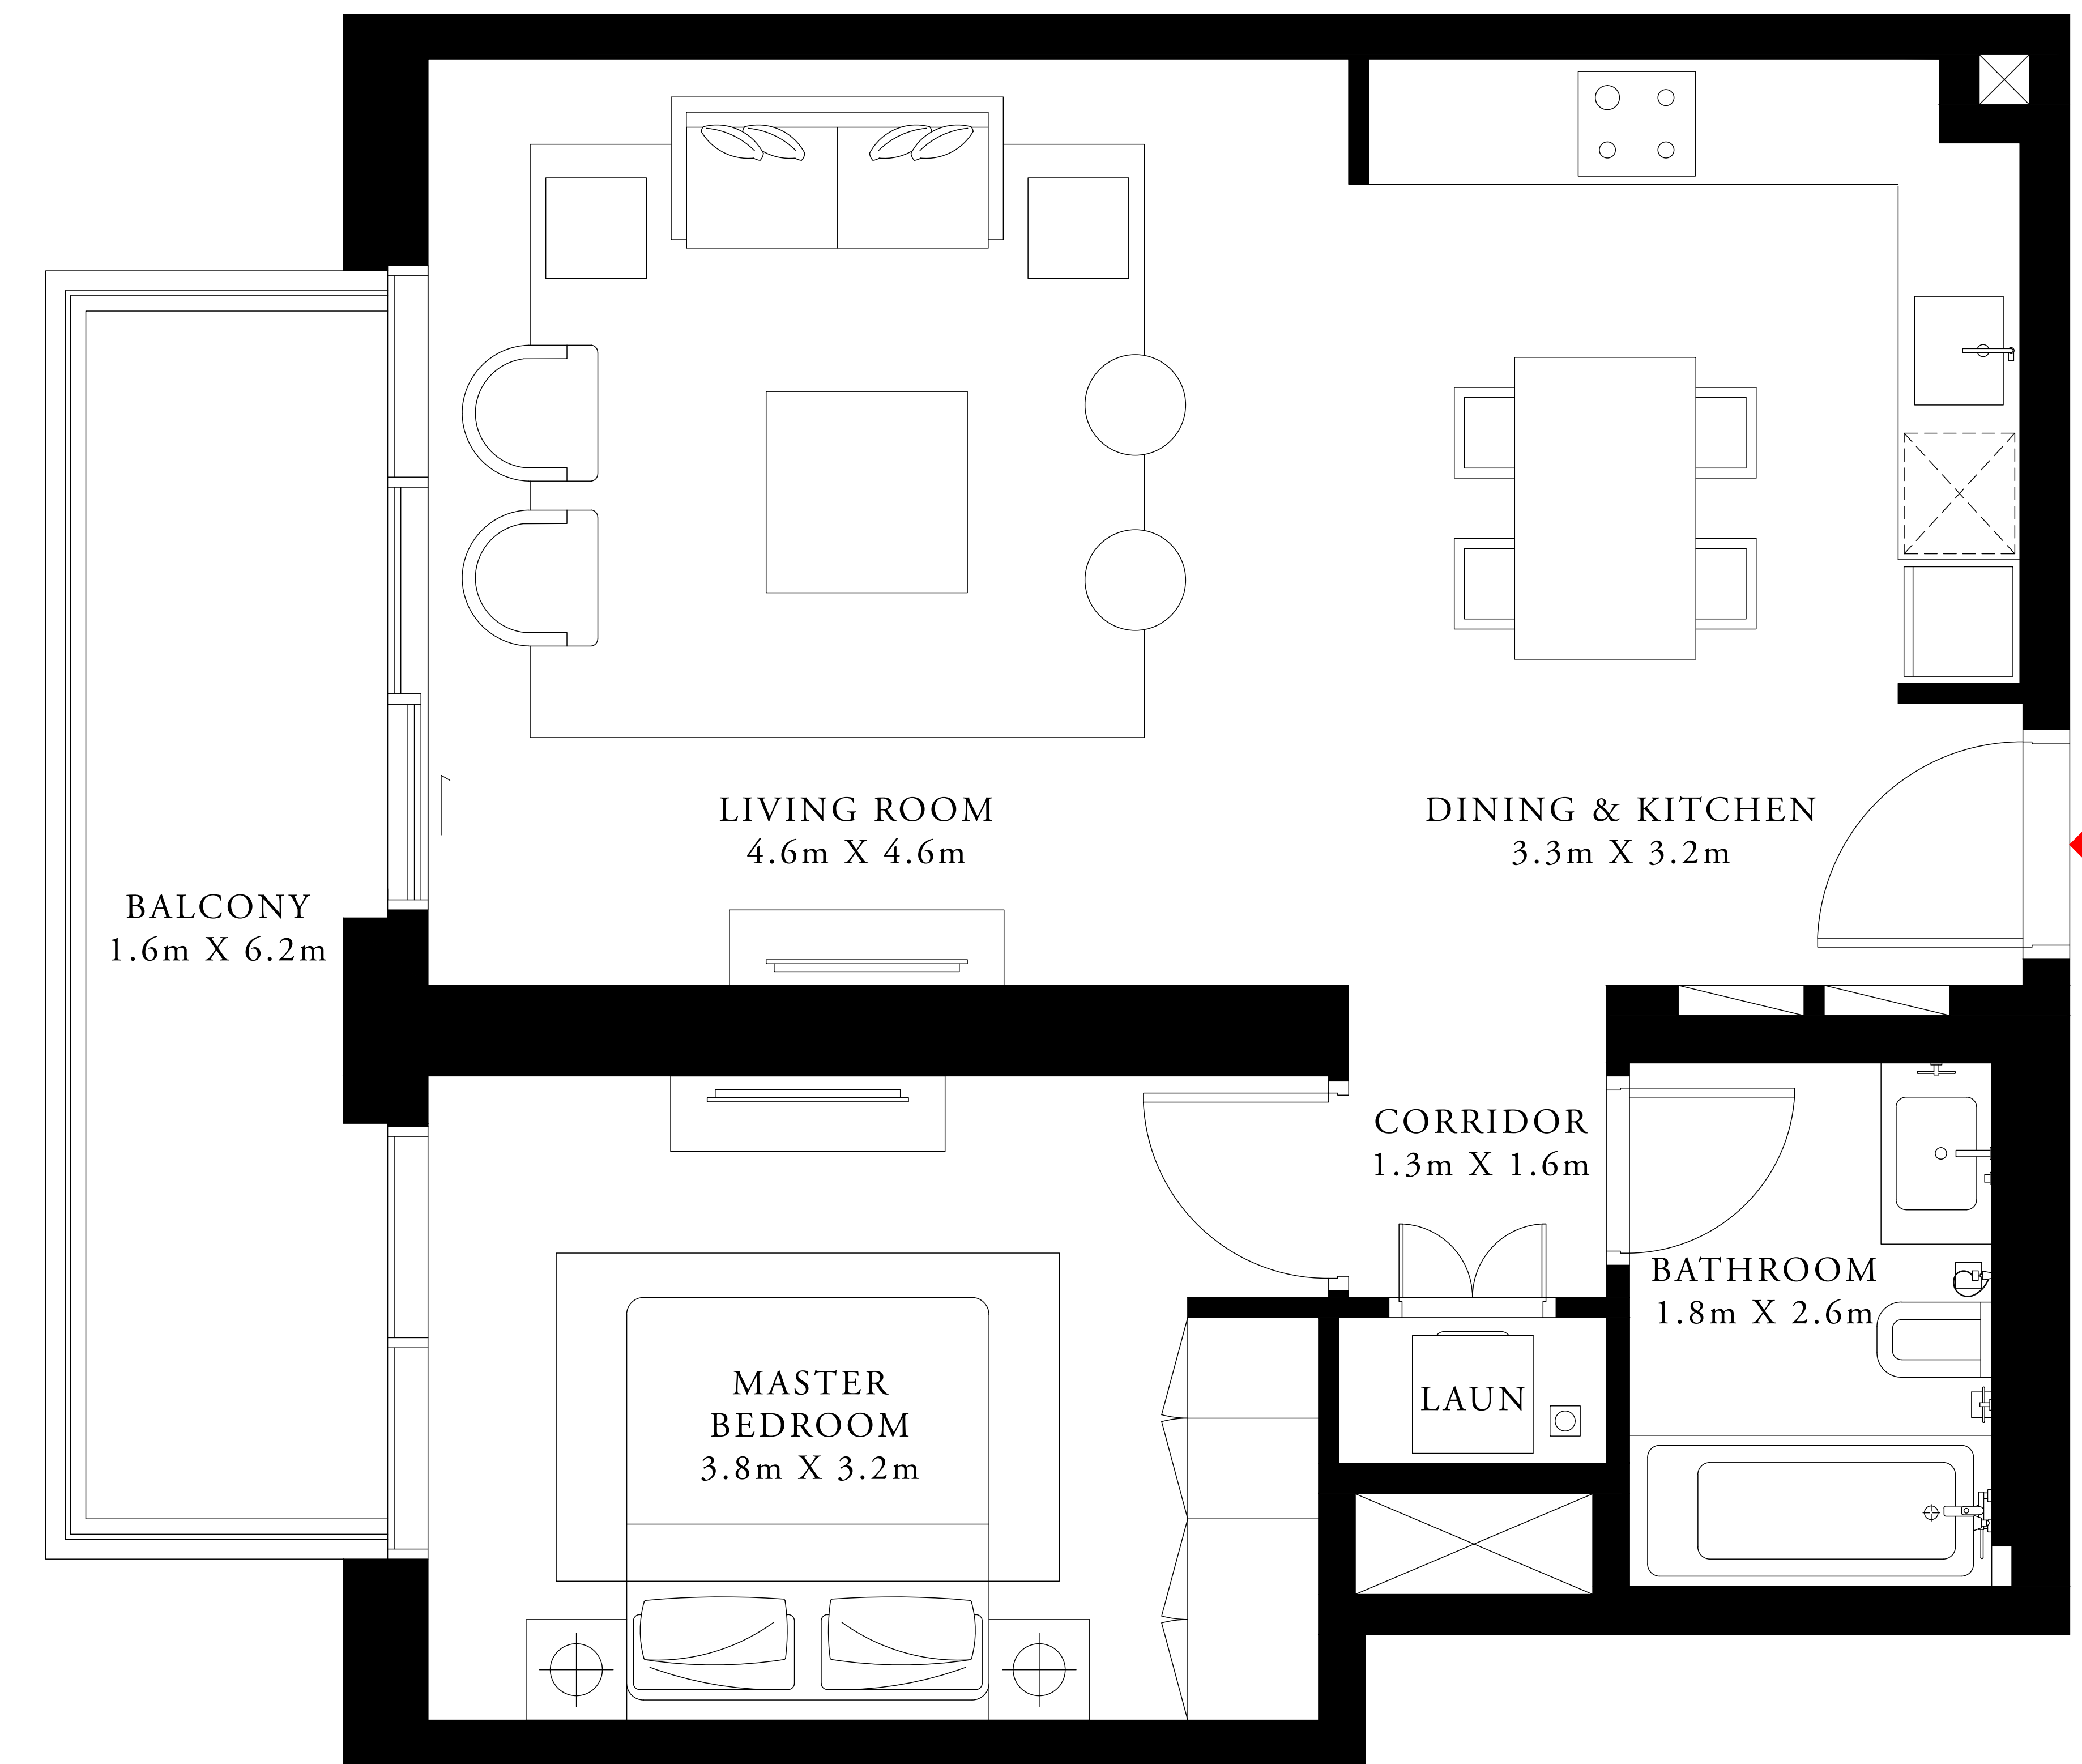 LIVING ROOM
4.6m X 4.6m
DINING & KITCHEN
3.3m X 3.2m
BALCONY
1.6m X 6.2m
CORRIDOR
1.3m X 1.6m
BATHROOM
1.8m X 2.6m
MASTER
BEDROOM
3.8m X 3.2m
LAUN